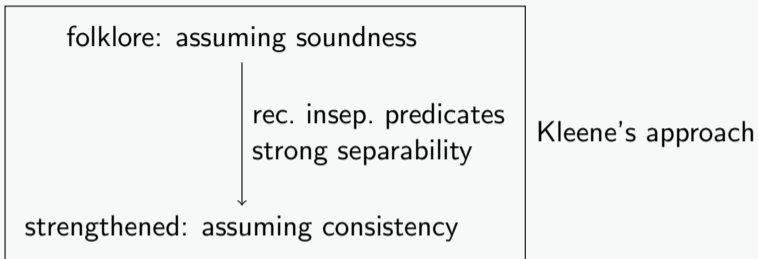 folklore: assuming soundness
rec. insep. predicates
strong separability
Kleene's approach
strengthened: assuming consistency